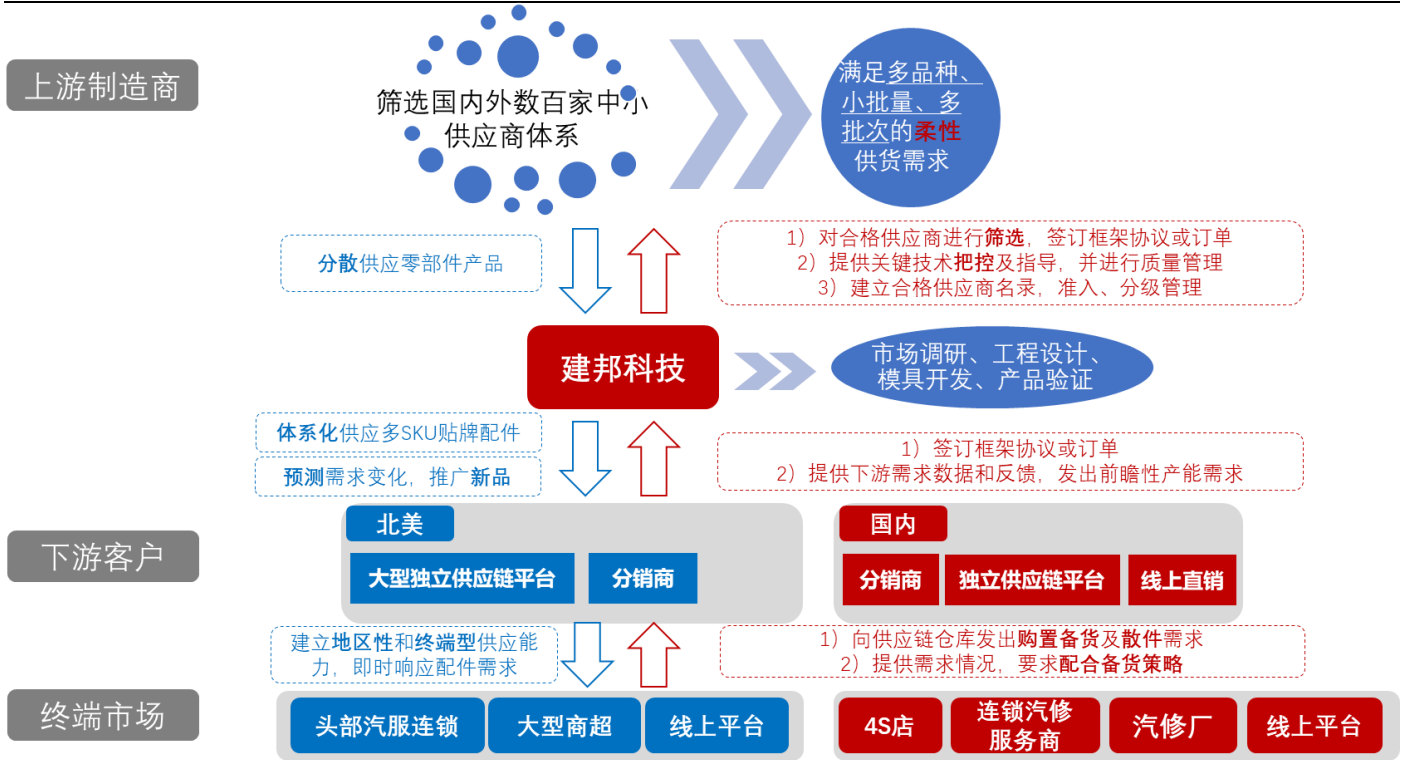 上游制造商
筛选国内外数百家中小
供应商体系
满足多品种、
小批量、多
批次的柔性
供货需求
分散供应零部件产品
1）对合格供应商进行筛选，签订框架协议或订单
2）提供关键技术把控及指导，并进行质量管理
3）建立合格供应商名录，准入、分级管理
建邦科技
市场调研、工程设计、
模具开发、产品验证
体系化供应多SKU贴牌配件
预测需求变化，推广新品
1）签订框架协议或订单
2）提供下游需求数据和反馈，发出前瞻性产能需求
下游客户
北美
大型独立供应链平台
分销商
国内
分销商
独立供应链平台
线上直销
建立地区性和终端型供应能
力，即时响应配件需求
1）向供应链仓库发出购置备货及散件需求
2）提供需求情况，要求配合备货策略
终端市场
头部汽服连锁
大型商超
线上平台
4S店
连锁汽修
服务商
汽修厂
线上平台